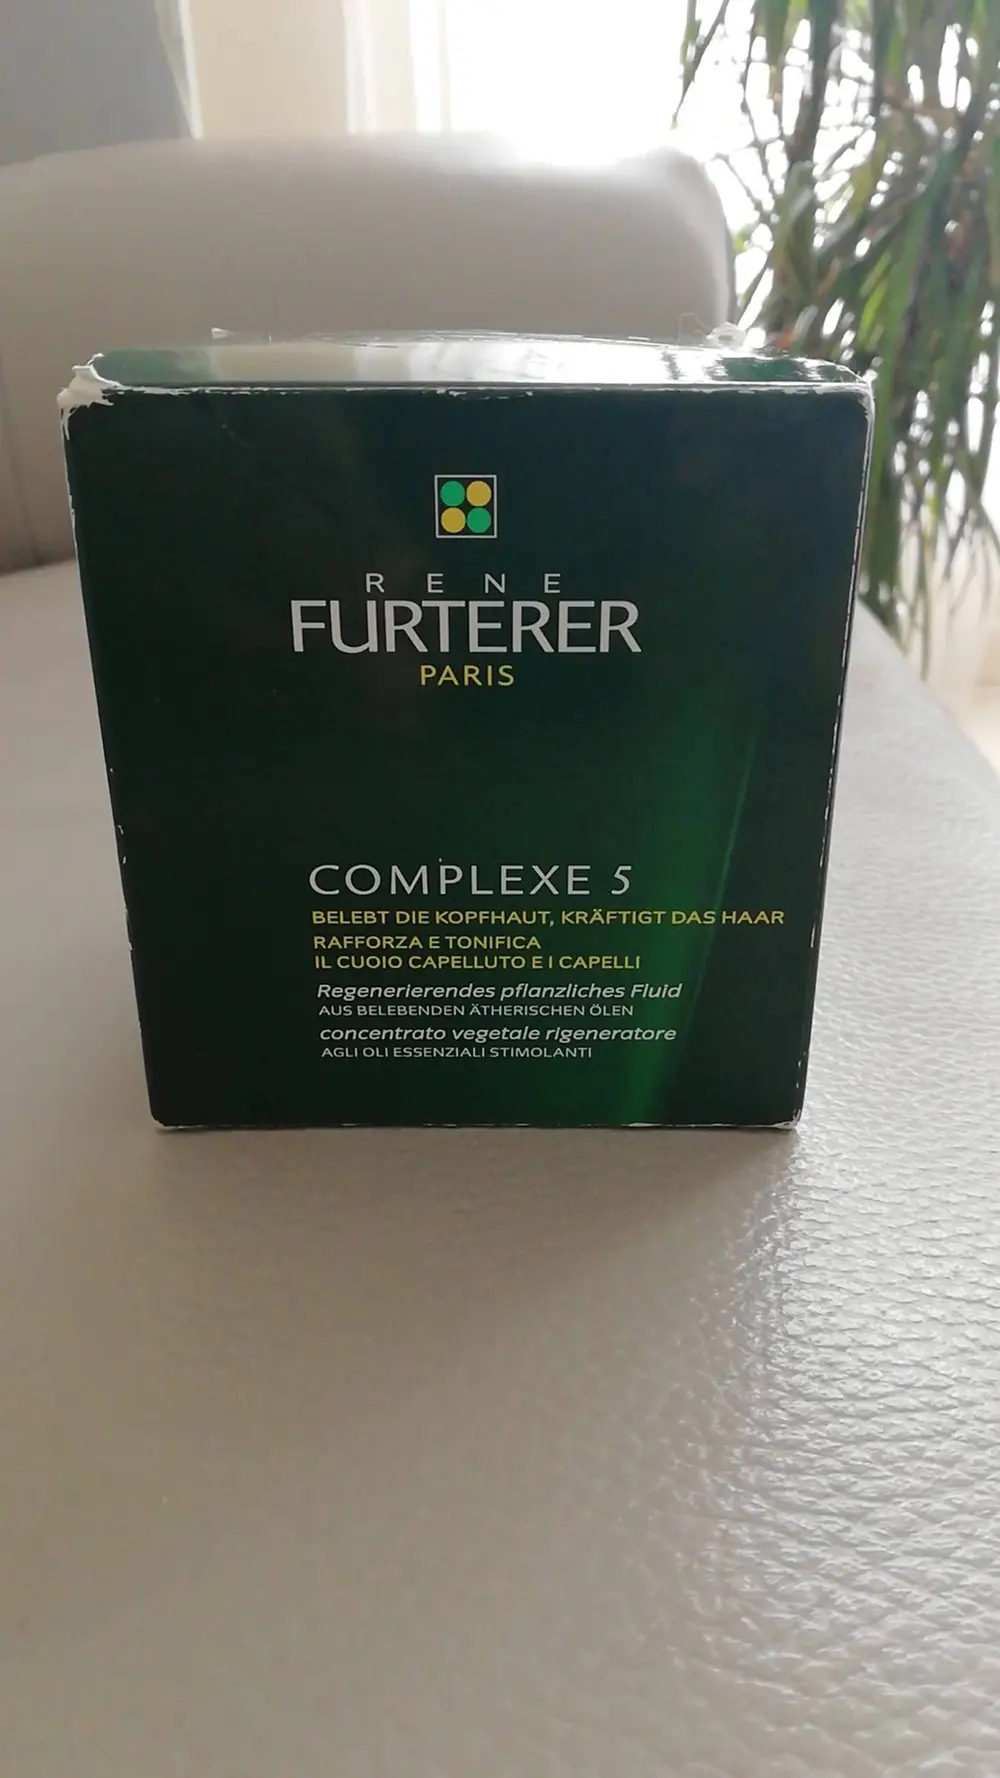 RENE
FURTERER
PARIS
COMPLEXE 5
BELEBT DIE KOPFHAUT, KRÄFTIGT DAS HAAR
RAFFORZA E TONIFICA
IL CUOIO CAPELLUTO E I CAPELLI
Regenerierendes pflanzliches Fluid
AUS BELEBENDEN ÄTHERISCHEN ÖLEN
concentrato vegetale rigeneratore
AGLI OLI ESSENZIALI STIMOLANTI